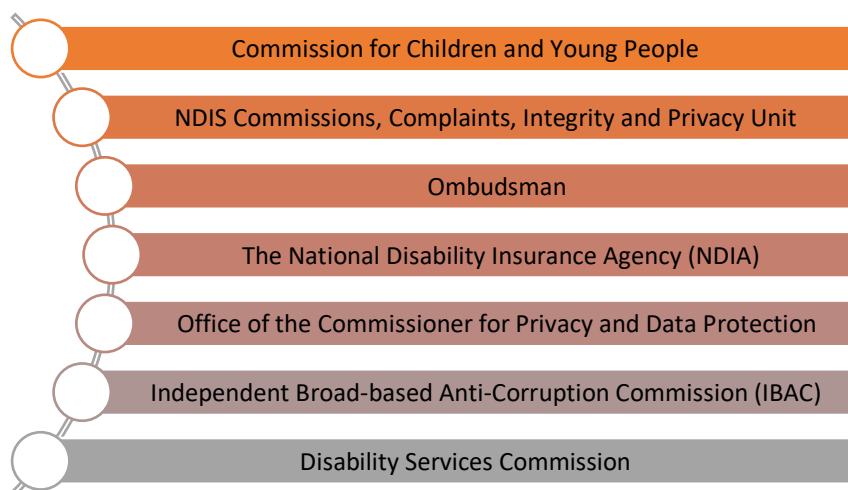 Commission for Children and Young People
NDIS Commissions, Complaints, Integrity and Privacy Unit
Ombudsman
The National Disability Insurance Agency (NDIA)
Office of the Commissioner for Privacy and Data Protection
Independent Broad-based Anti-Corruption Commission (IBAC)
Disability Services Commission